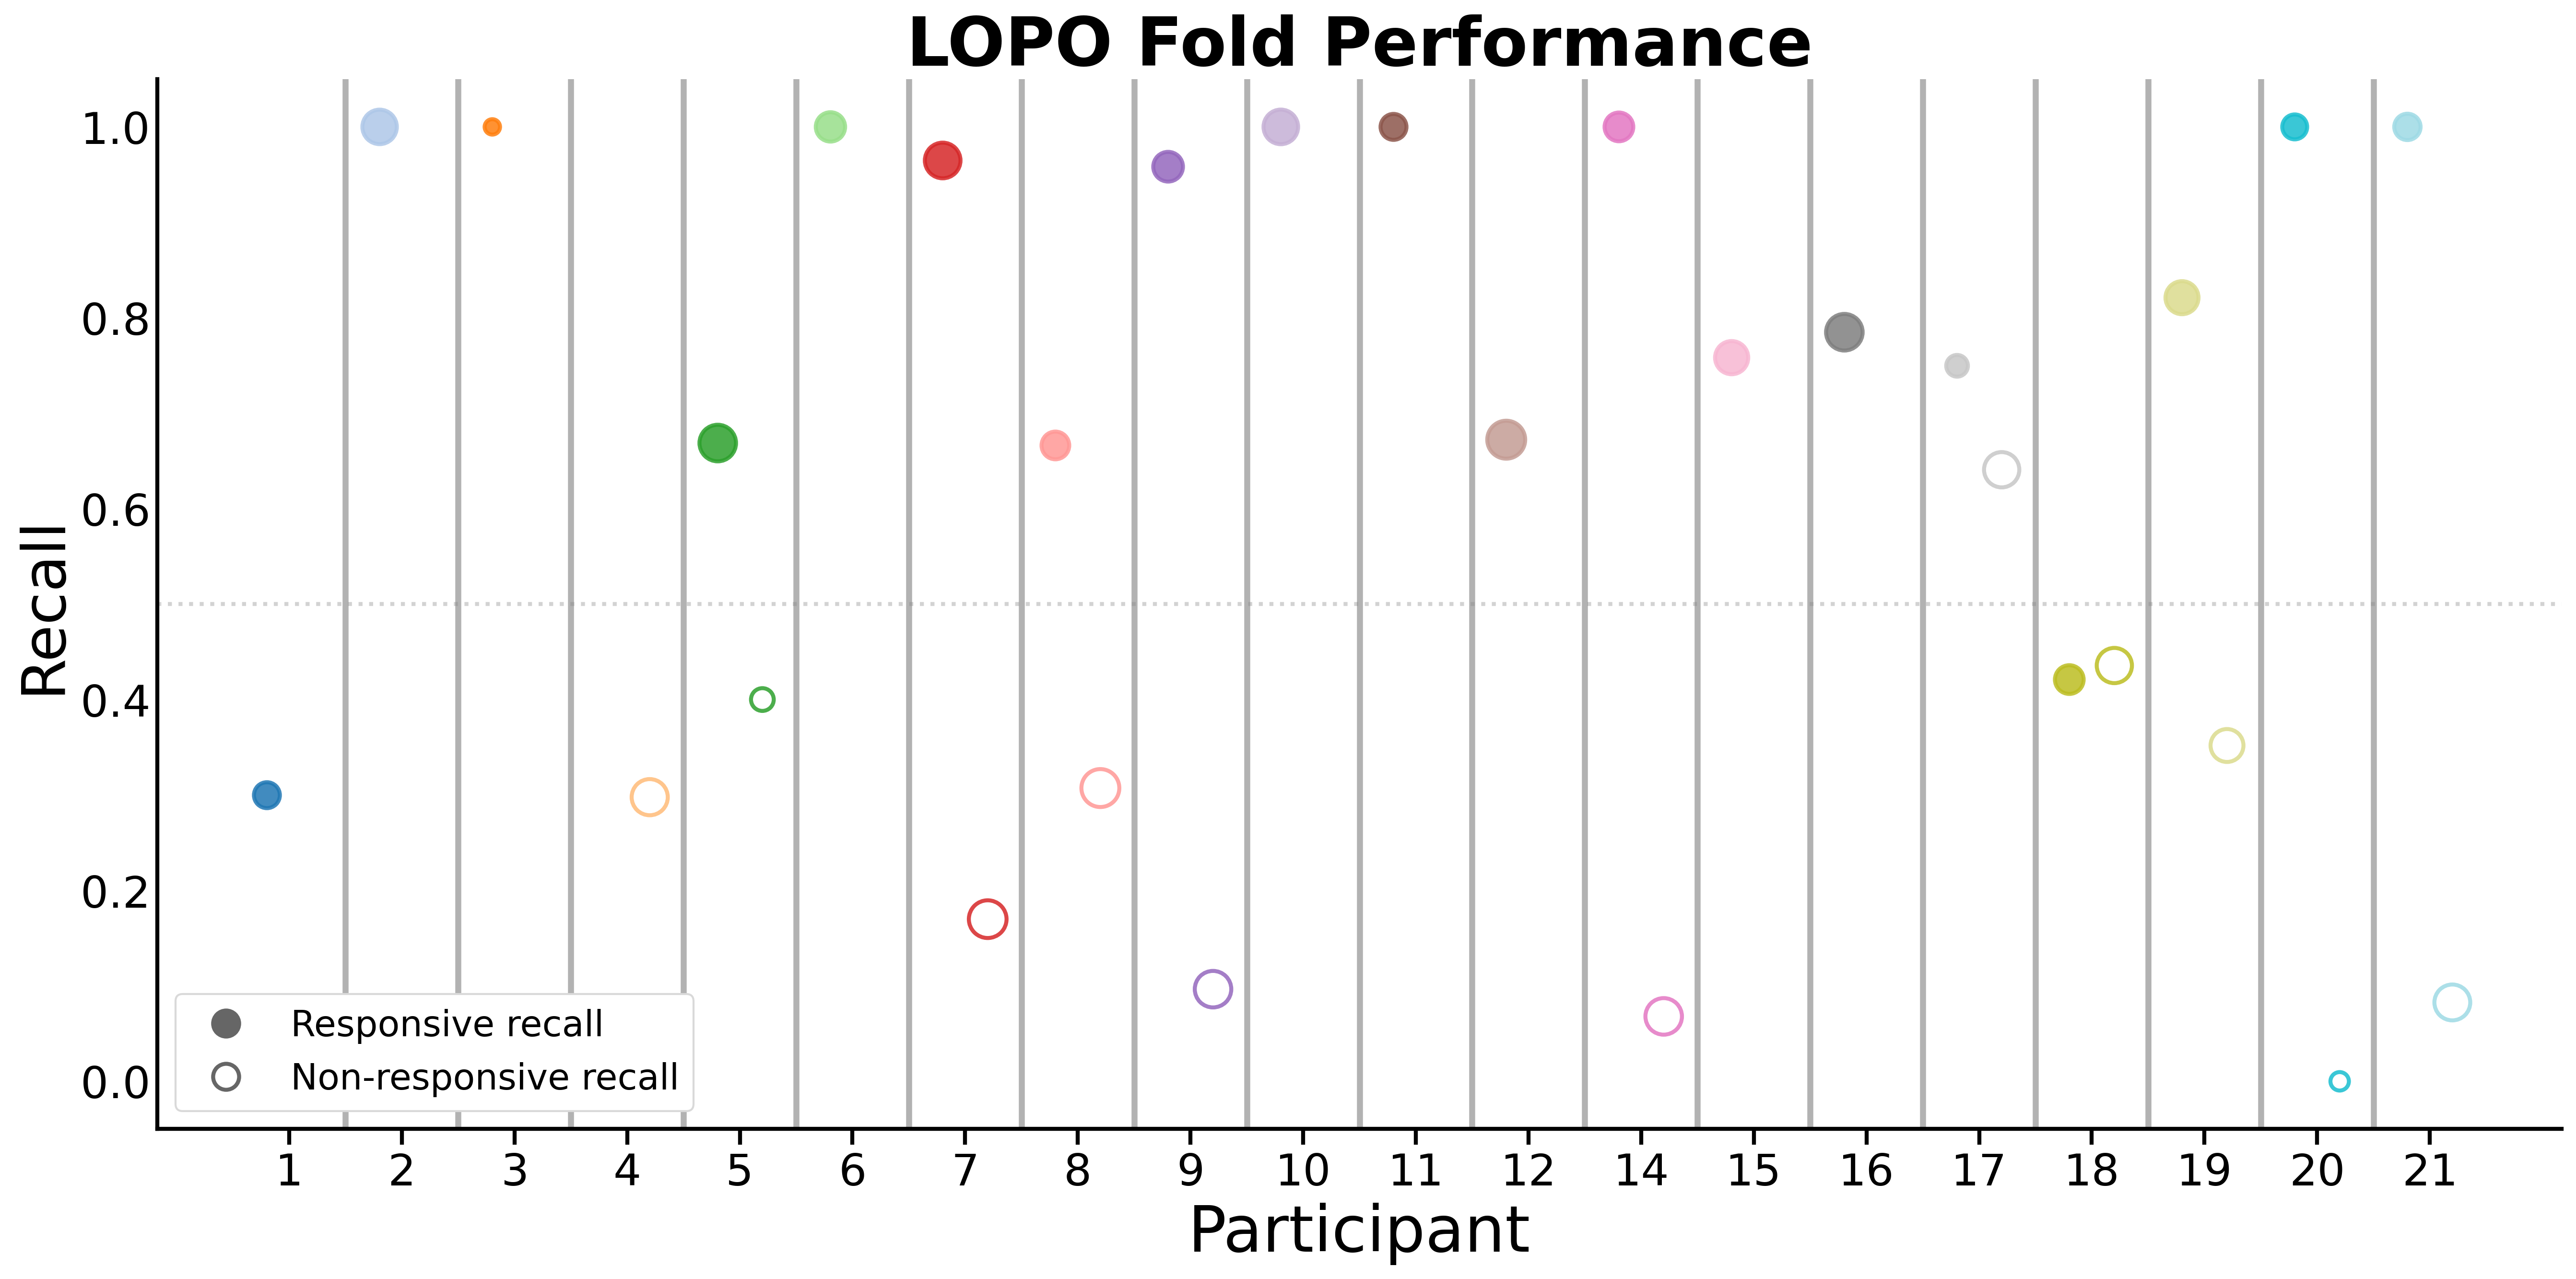 LOPO Fold Performance
Recall
1.0
0.8
0.6
0.4
0.2
0.0
Responsive recall
Non-responsive recall
1 2 3 4 5 6 7 8 9 10 11 12 14 15 16 17 18 19 20 21
Participant